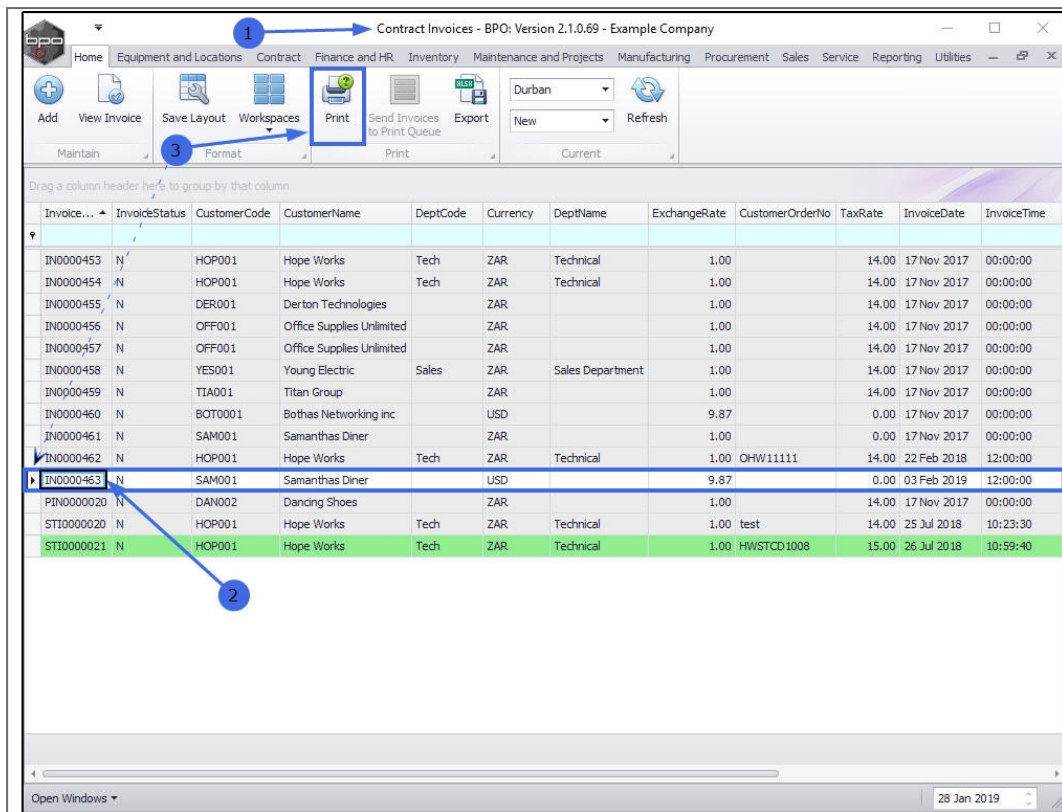 1
Contract Invoices - BPO: Version 2.1.0.69 - Example Company
bpo
Home Equipment and Locations Contract Finance and HR Inventory Maintenance and Projects Manufacturing Procurement Sales Service Reporting Utilities
Add View Invoice Save Layout Workspaces Print Send Invoices to Print Queue Export Durban New Refresh
XLSX
3
Maintain Format Print Current
Drag a column header here to group by that column
Invoice... InvoiceStatus CustomerCode CustomerName DeptCode Currency DeptName ExchangeRate CustomerOrderNo TaxRate InvoiceDate InvoiceTime
IN0000453 N HOP001 Hope Works Tech ZAR Technical 1.00 14.00 17 Nov 2017 00:00:00
IN0000454 N HOP001 Hope Works Tech ZAR Technical 1.00 14.00 17 Nov 2017 00:00:00
IN0000455 N DER001 Derton Technologies ZAR 1.00 14.00 17 Nov 2017 00:00:00
IN0000456 N OFF001 Office Supplies Unlimited ZAR 1.00 14.00 17 Nov 2017 00:00:00
IN0000457 N OFF001 Office Supplies Unlimited ZAR 1.00 14.00 17 Nov 2017 00:00:00
IN0000458 N YES001 Young Electric Sales ZAR Sales Department 1.00 14.00 17 Nov 2017 00:00:00
IN0000459 N TIA001 Titan Group ZAR 1.00 14.00 17 Nov 2017 00:00:00
IN0000460 N BOT0001 Bothas Networking inc USD 9.87 0.00 17 Nov 2017 00:00:00
IN0000461 N SAM001 Samanthas Diner ZAR 1.00 0.00 17 Nov 2017 00:00:00
IN0000462 N HOP001 Hope Works Tech ZAR Technical 1.00 OHW11111 14.00 22 Feb 2018 12:00:00
IN0000463 N SAM001 Samanthas Diner USD 9.87 0.00 03 Feb 2019 12:00:00
PIN0000020 N DAN002 Dancing Shoes ZAR 1.00 14.00 17 Nov 2017 00:00:00
STI0000020 N HOP001 Hope Works Tech ZAR Technical 1.00 test 14.00 25 Jul 2018 10:23:30
STI0000021 N HOP001 Hope Works Tech ZAR Technical 1.00 HWSTCD1008 15.00 26 Jul 2018 10:59:40
2
Open Windows 28 Jan 2019